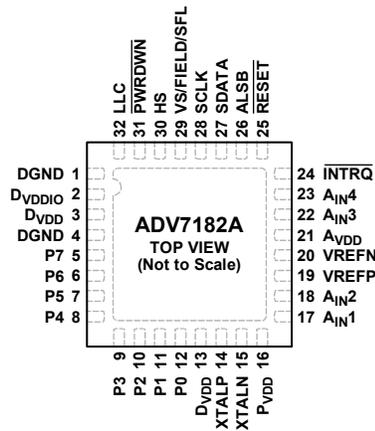 32 LLC
31 PWRDWN
30 HS
29 VS/FIELD/SFL
28 SCLK
27 SDATA
26 ALSB
25 RESET
DGND 1
DVDDIO 2
DVDD 3
DGND 4
P7 5
P6 6
P5 7
P4 8
ADV7182A
TOP VIEW
(Not to Scale)
24 INTRQ
23 AIN4
22 AIN3
21 AVDD
20 VREFN
19 VREFP
18 AIN2
17 AIN1
P3 9
P2 10
P1 11
P0 12
DVDD 13
XTALP 14
XTALN 15
PVDD 16